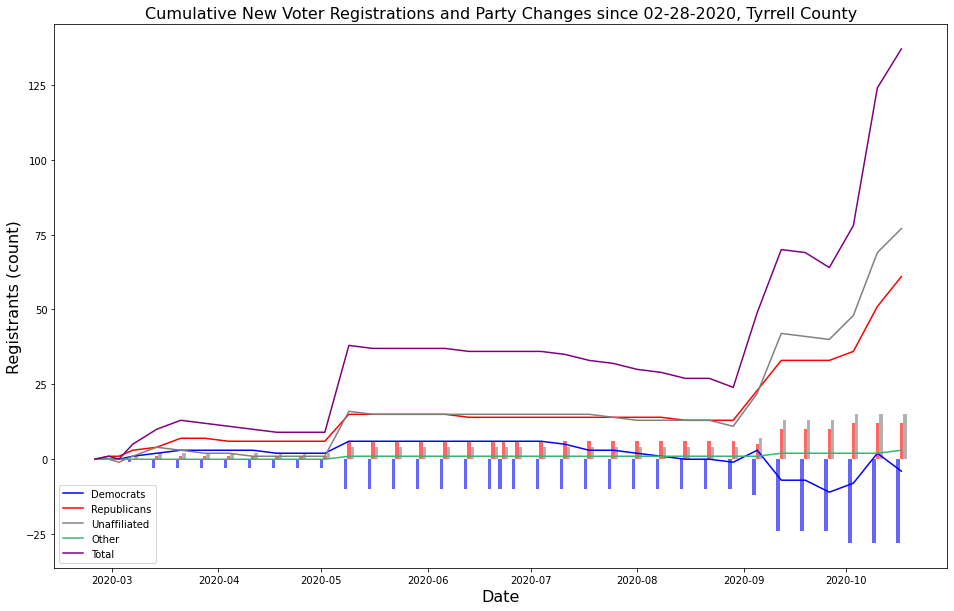 Cumulative New Voter Registrations and Party Changes since 02-28-2020, Tyrrell County
Registrants (count)
125
100
75
50
25
0
−25
Democrats
Republicans
Unaffiliated
Other
Total
2020-03
2020-04
2020-05
2020-06
2020-07
2020-08
2020-09
2020-10
Date